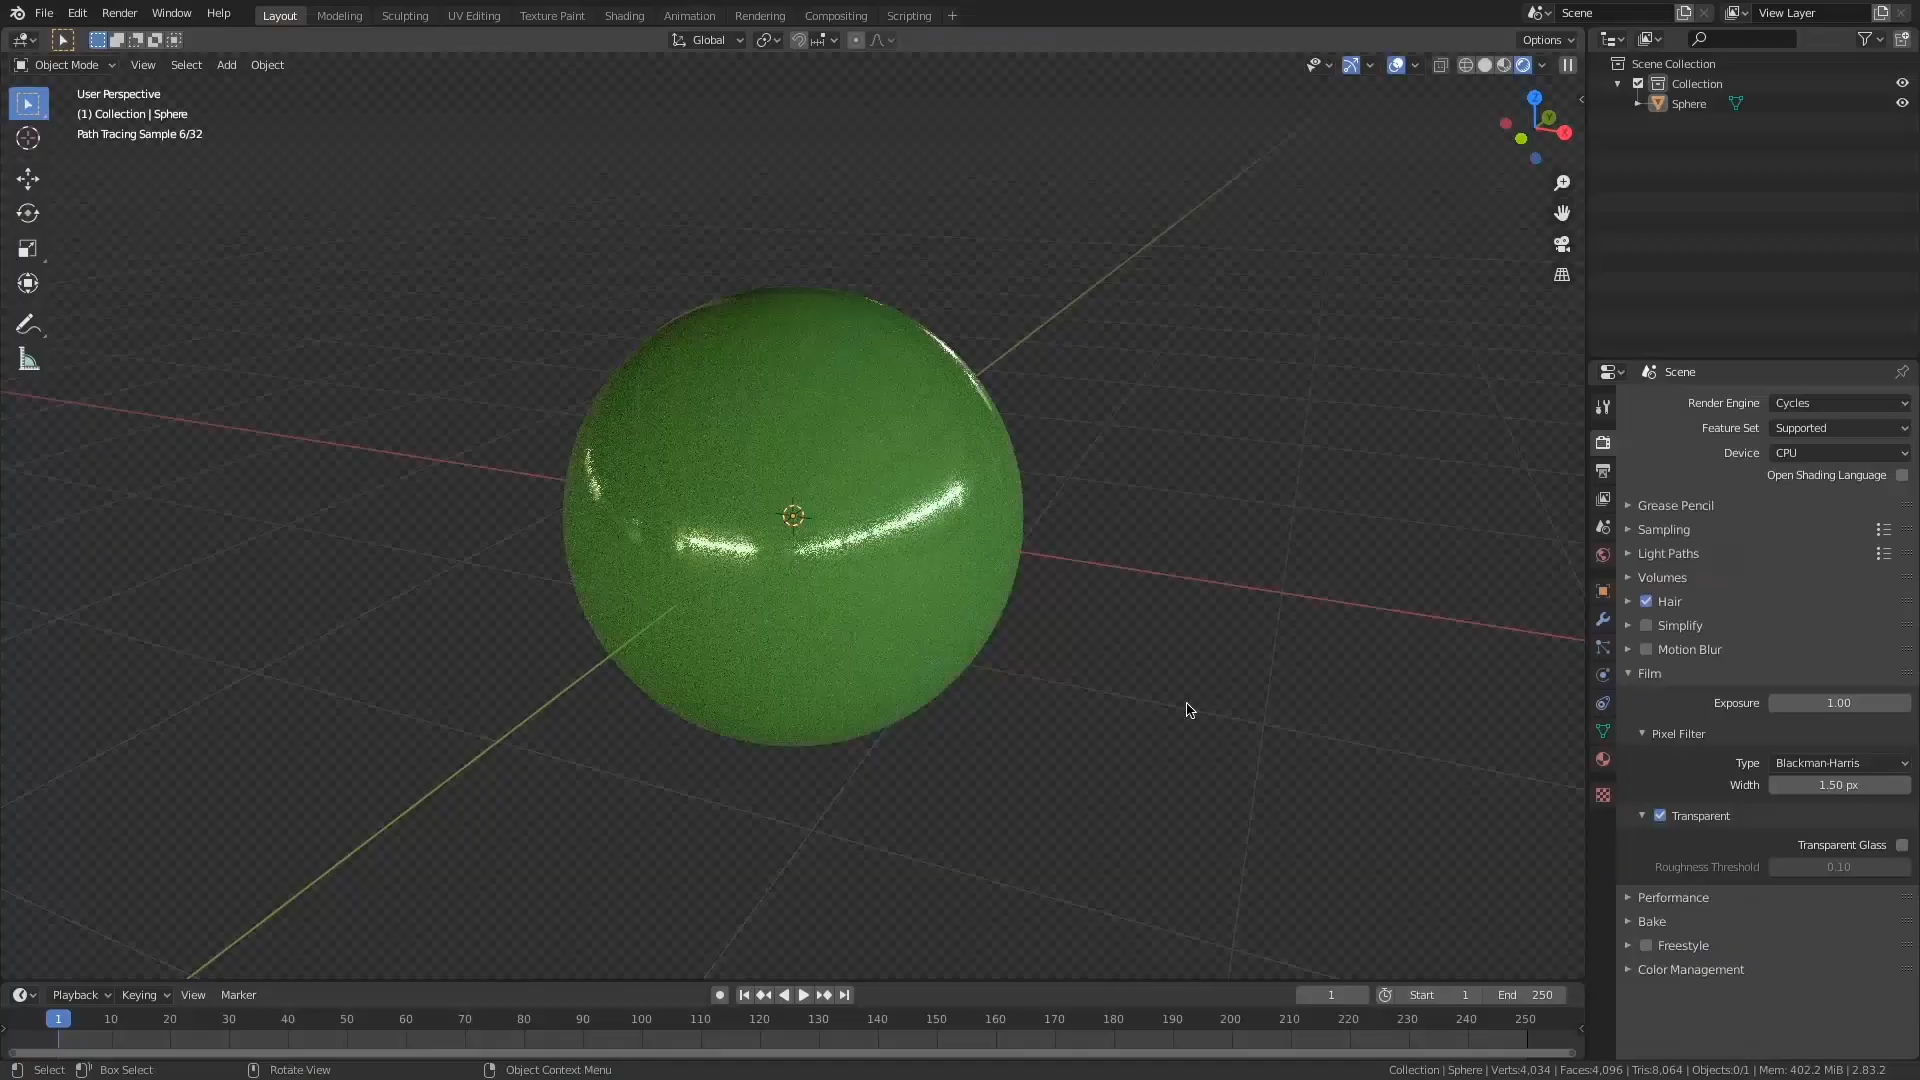 File Edit Render Window Help Layout Modeling Sculpting UV Editing Texture Paint Shading Animation Rendering Compositing Scripting + Scene View Layer
Global Options
Object Mode View Select Add Object
User Perspective
(1) Collection | Sphere
Path Tracing Sample 6/32
Z
Y
X
Scene Collection
Collection
Sphere
Scene
Render Engine Cycles
Feature Set Supported
Device CPU
Open Shading Language
Grease Pencil
Sampling
Light Paths
Volumes
Hair
Simplify
Motion Blur
Film
Exposure 1.00
Pixel Filter
Type Blackman-Harris
Width 1.50 px
Transparent
Transparent Glass
Roughness Threshold 0.10
Performance
Bake
Freestyle
Color Management
Playback Keying View Marker 1 Start 1 End 250
1 10 20 30 40 50 60 70 80 90 100 110 120 130 140 150 160 170 180 190 200 210 220 230 240 250
Select Box Select Rotate View Object Context Menu Collection | Sphere | Verts:4,034 | Faces:4,096 | Tris:8,064 | Objects:0/1 | Mem: 402.2 MiB | 2.83.2